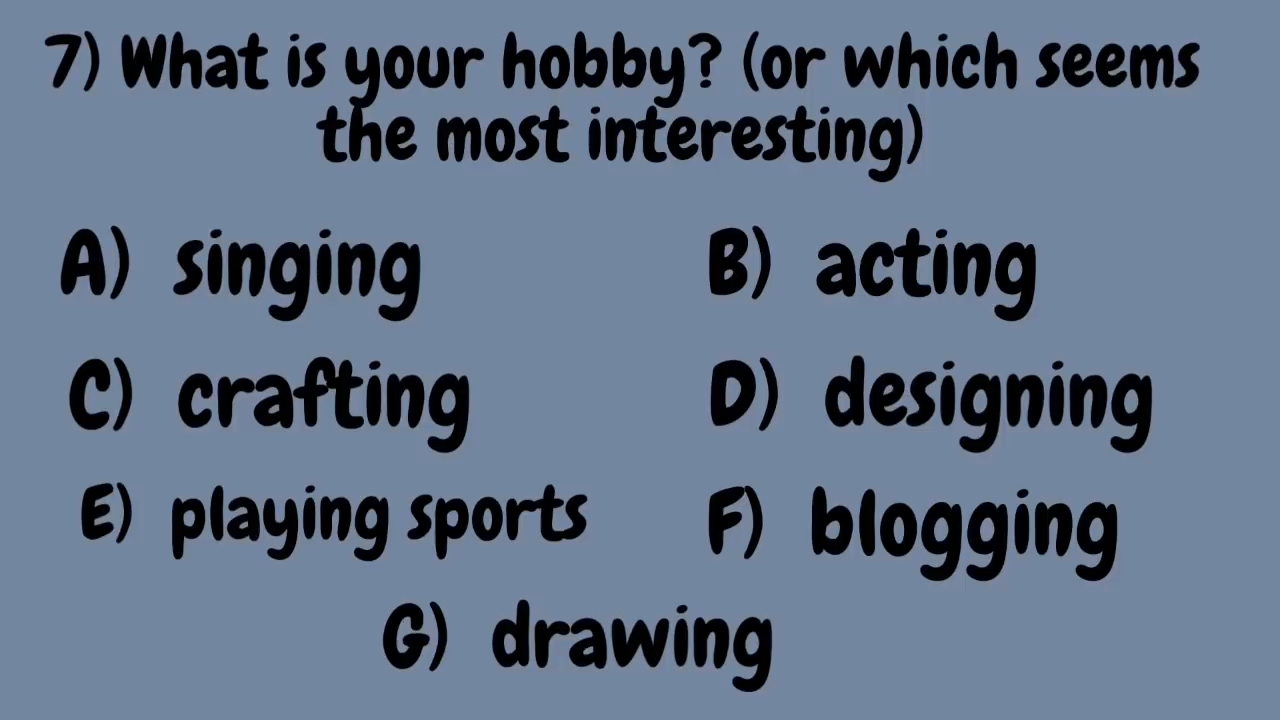 7) What is your hobby? (or which seems
the most interesting)
A) singing
B) acting
C) crafting
D) designing
E) playing sports
F) blogging
G) drawing